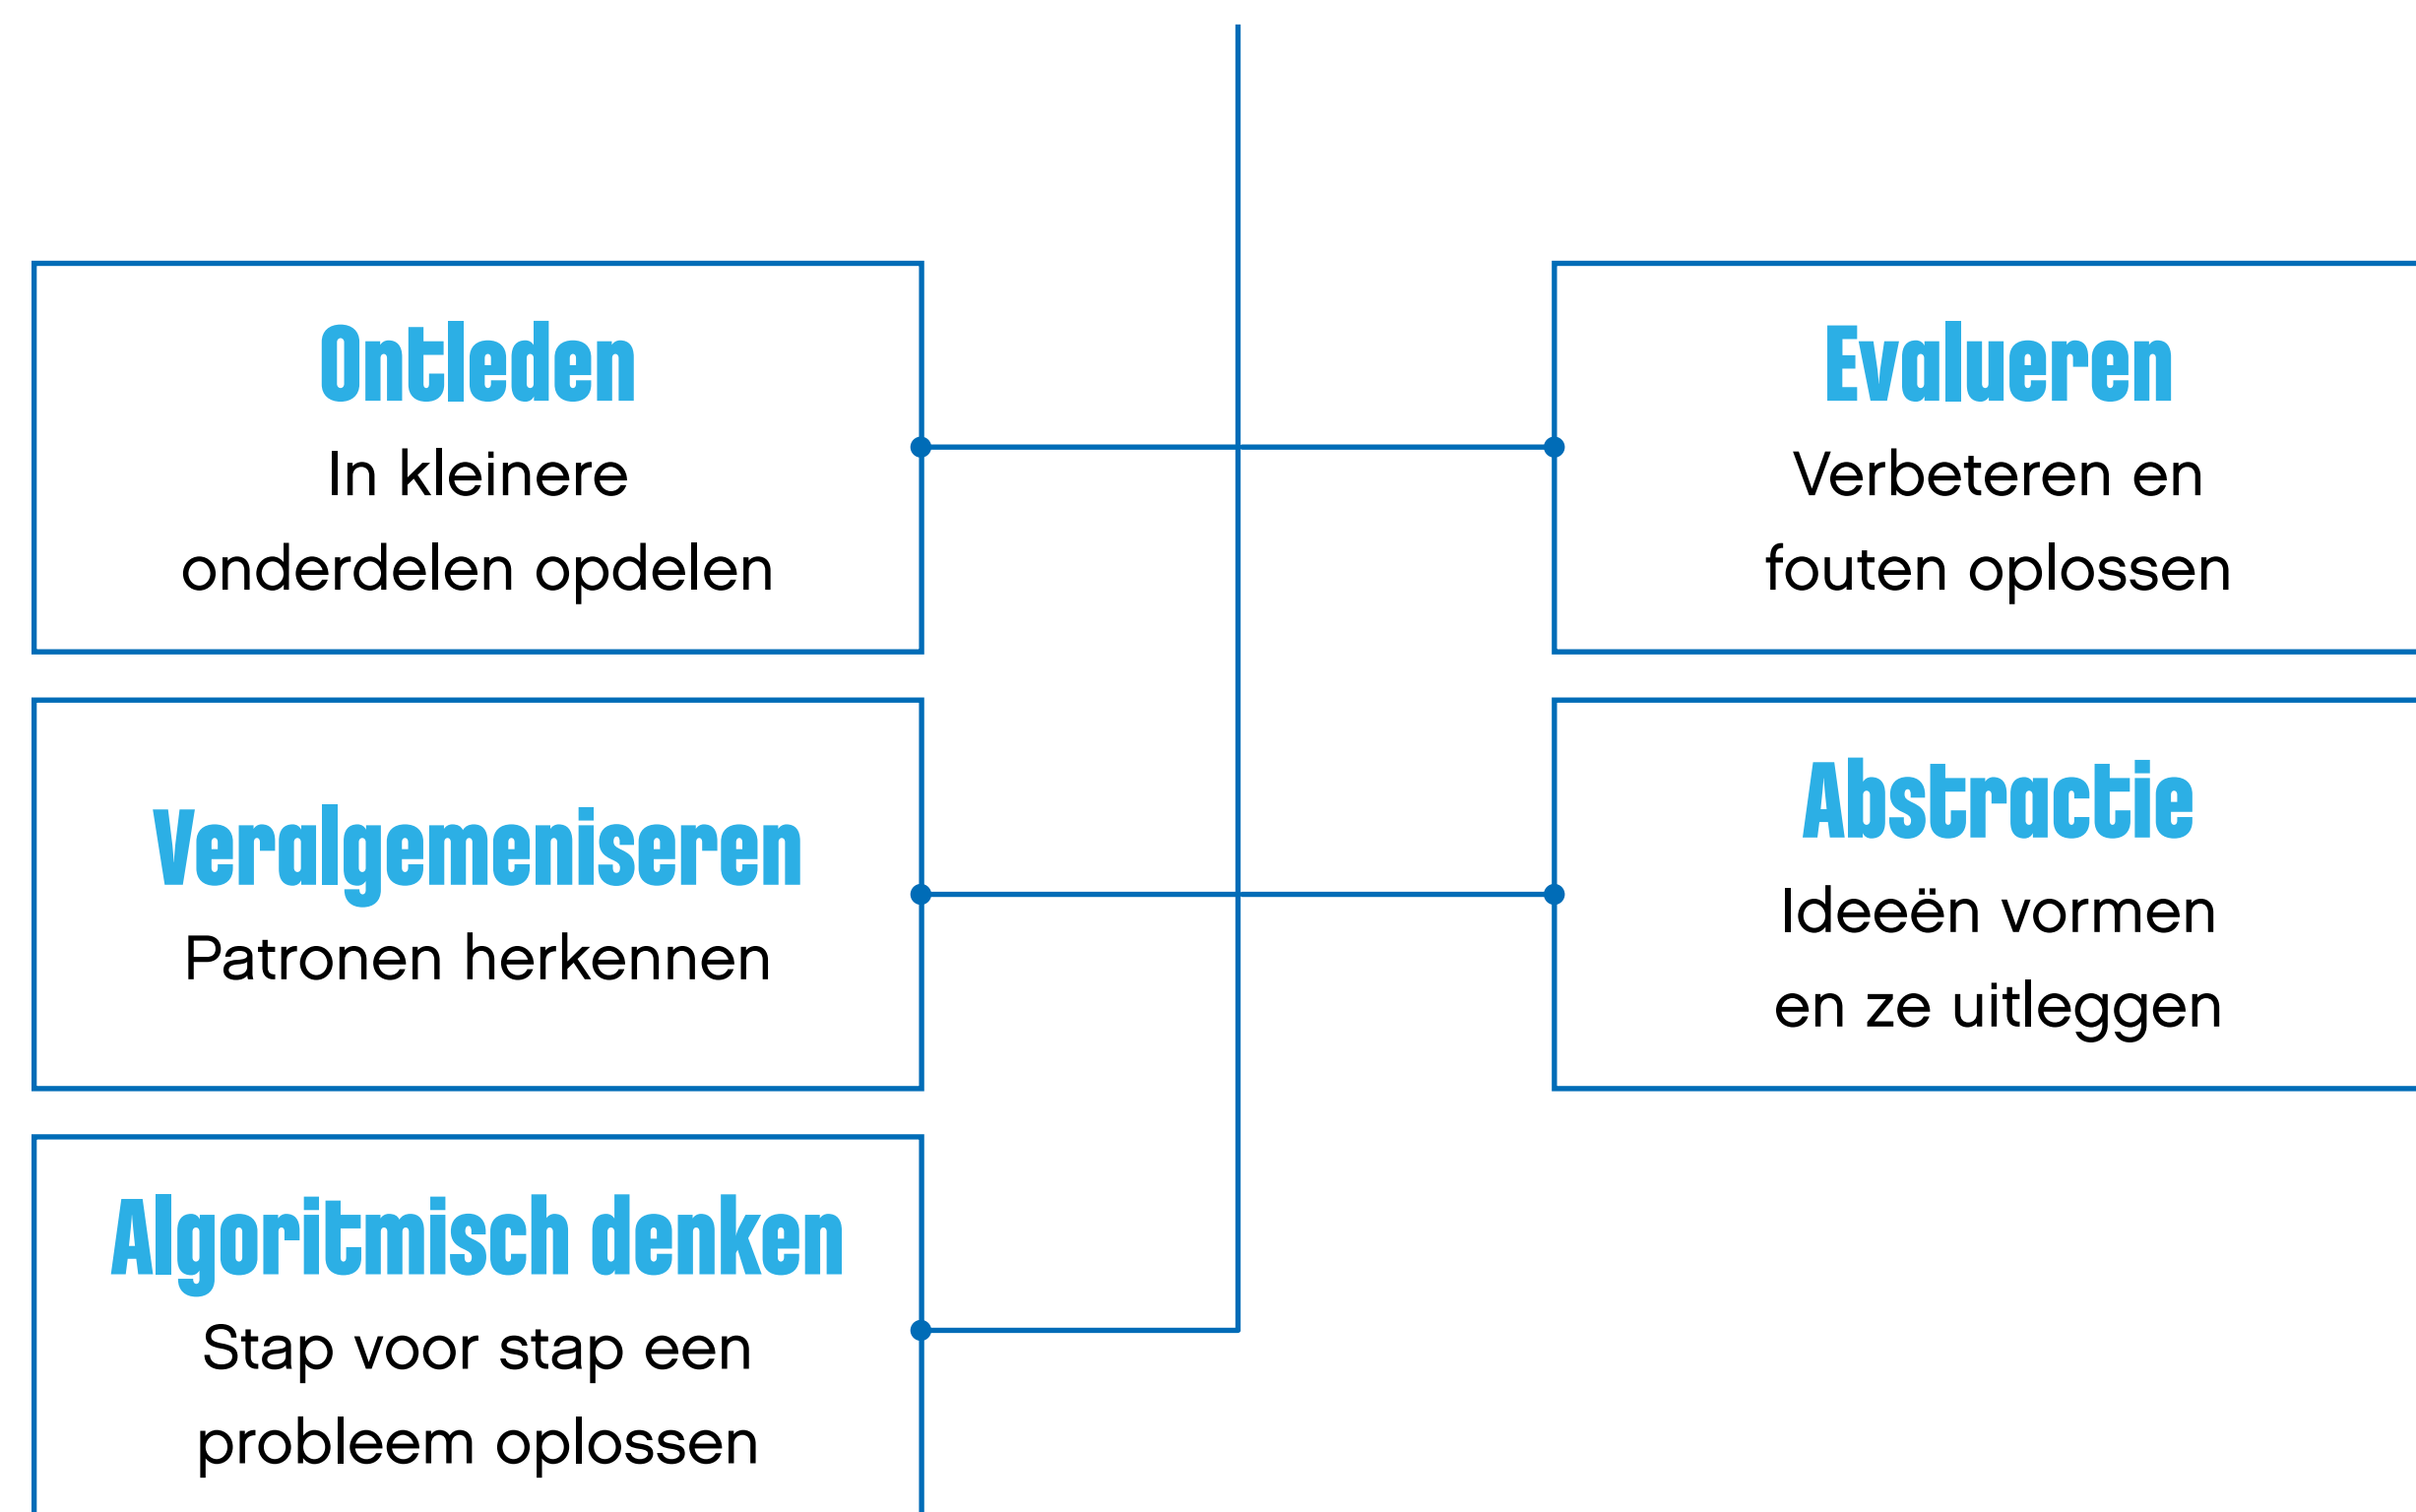 Ontleden
In kleinere
onderdelen opdelen
Evalueren
Verbeteren en
fouten oplossen
Veralgemeniseren
Patronen herkennen
Abstractie
Ideeën vormen
en ze uitleggen
Algoritmisch denken
Stap voor stap een
probleem oplossen